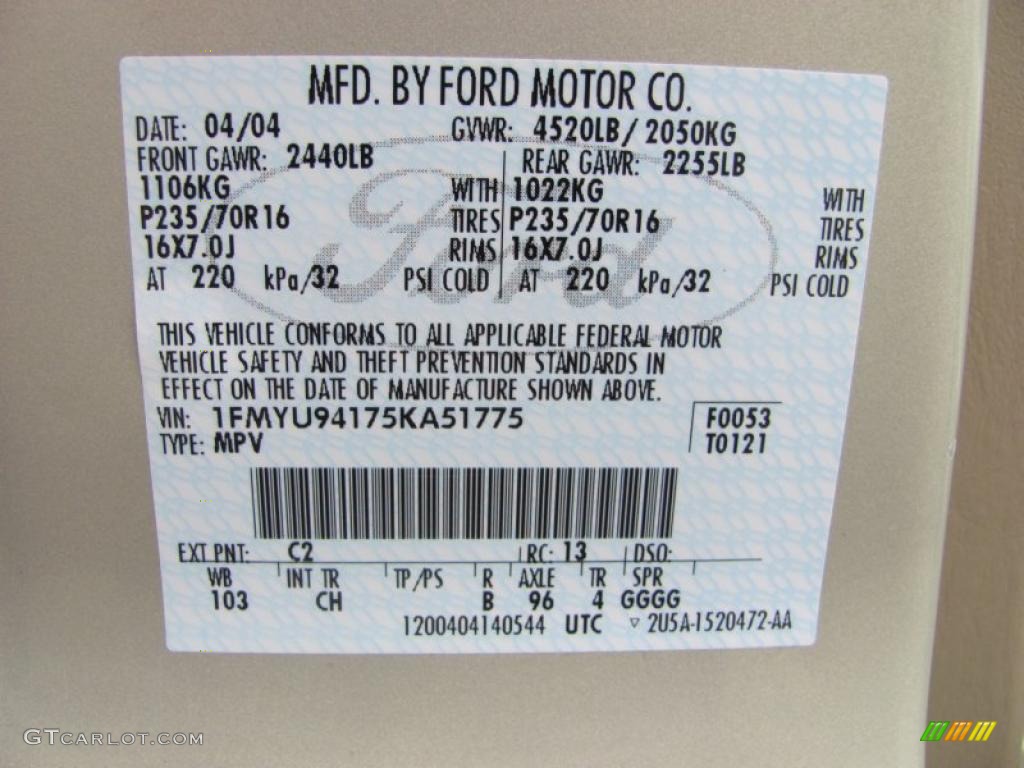 MFD. BY FORD MOTOR CO.
DATE: 04/04 GVWR: 4520LB/ 2050KG
FRONT GAWR: 2440LB REAR GAWR: 2255LB
1106KG WITH 1022KG WITH
P235/70R16 TIRES P235/70R16 TIRES
16X7.0J RIMS 16X7.0J RIMS
AT 220 kPa/32 PSI COLD AT 220 kPa/32 PSI COLD
Ford
THIS VEHICLE CONFORMS TO ALL APPLICABLE FEDERAL MOTOR
VEHICLE SAFETY AND THEFT PREVENTION STANDARDS IN
EFFECT ON THE DATE OF MANUFACTURE SHOWN ABOVE.
VIN: 1FMYU94175KA51775 F0053
TYPE: MPV T0121
EXT PNT: C2 RC: 13 DSO:
WB INT TR TP/PS R AXLE TR SPR
103 CH B 96 4 GGGG
1200404140544 UTC ▿ 2U5A-1520472-AA
GTCARLOT.COM